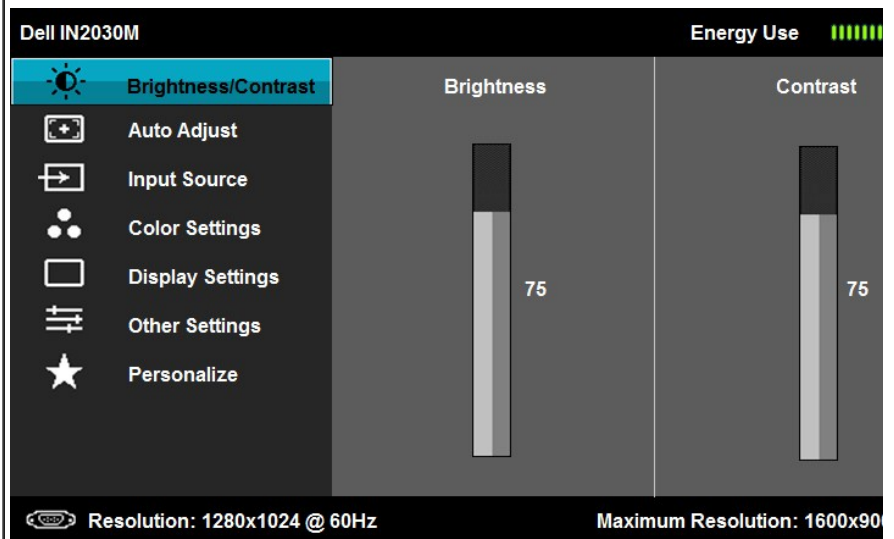 Dell IN2030M Energy Use
Brightness/Contrast Brightness Contrast
Auto Adjust
Input Source
Color Settings
Display Settings 75 75
Other Settings
Personalize
Resolution: 1280x1024 @ 60Hz Maximum Resolution: